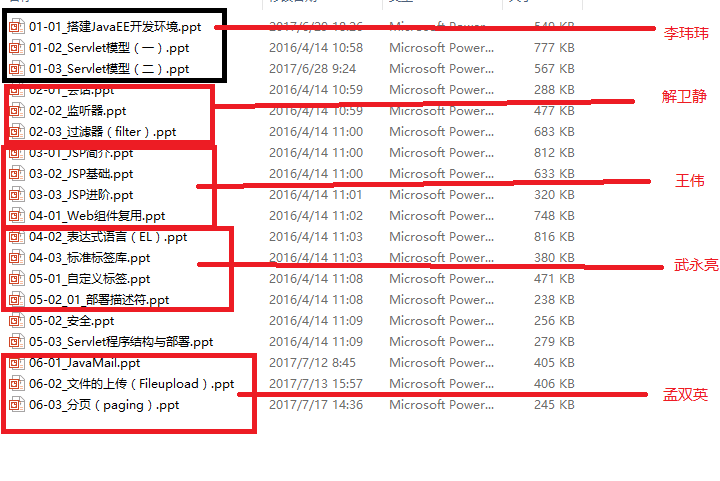 01-01_搭建JavaEE开发环境.ppt 2017/6/28 10:26 Microsoft Power... 549 KB 李玮玮
01-02_Servlet模型（一）.ppt 2016/4/14 10:58 Microsoft Power... 777 KB
01-03_Servlet模型（二）.ppt 2017/6/28 9:24 Microsoft Power... 567 KB
02-01_会话.ppt 2016/4/14 10:59 Microsoft Power... 288 KB 解卫静
02-02_监听器.ppt 2016/4/14 10:59 Microsoft Power... 477 KB
02-03_过滤器（filter）.ppt 2016/4/14 11:00 Microsoft Power... 683 KB
03-01_JSP简介.ppt 2016/4/14 11:00 Microsoft Power... 812 KB
03-02_JSP基础.ppt 2016/4/14 11:00 Microsoft Power... 633 KB 王伟
03-03_JSP进阶.ppt 2016/4/14 11:01 Microsoft Power... 320 KB
04-01_Web组件复用.ppt 2016/4/14 11:02 Microsoft Power... 748 KB
04-02_表达式语言（EL）.ppt 2016/4/14 11:03 Microsoft Power... 816 KB
04-03_标准标签库.ppt 2016/4/14 11:03 Microsoft Power... 380 KB 武永亮
05-01_自定义标签.ppt 2016/4/14 11:08 Microsoft Power... 471 KB
05-02_01_部署描述符.ppt 2016/4/14 11:08 Microsoft Power... 238 KB
05-02_安全.ppt 2016/4/14 11:09 Microsoft Power... 256 KB
05-03_Servlet程序结构与部署.ppt 2016/4/14 11:09 Microsoft Power... 279 KB
06-01_JavaMail.ppt 2017/7/12 8:45 Microsoft Power... 405 KB
06-02_文件的上传（Fileupload）.ppt 2017/7/13 15:57 Microsoft Power... 406 KB 孟双英
06-03_分页（paging）.ppt 2017/7/17 14:36 Microsoft Power... 245 KB